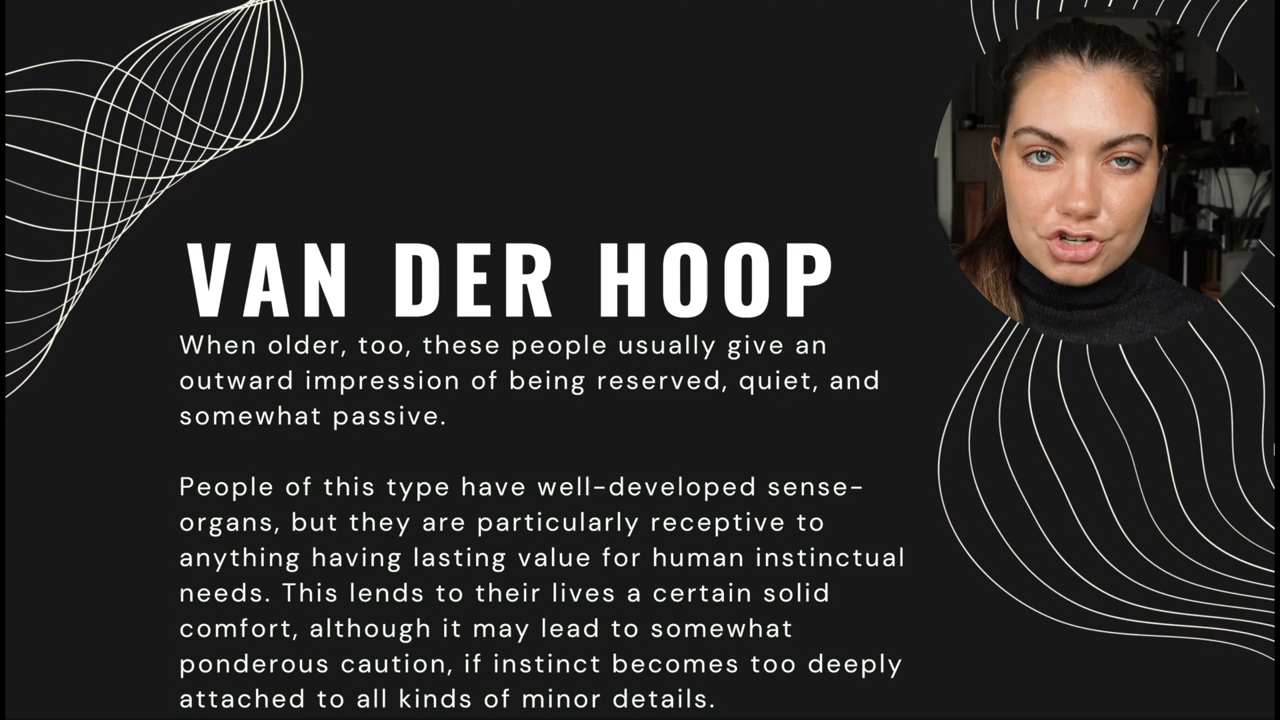 VAN DER HOOP
When older, too, these people usually give an
outward impression of being reserved, quiet, and
somewhat passive.
People of this type have well-developed sense-
organs, but they are particularly receptive to
anything having lasting value for human instinctual
needs. This lends to their lives a certain solid
comfort, although it may lead to somewhat
ponderous caution, if instinct becomes too deeply
attached to all kinds of minor details.